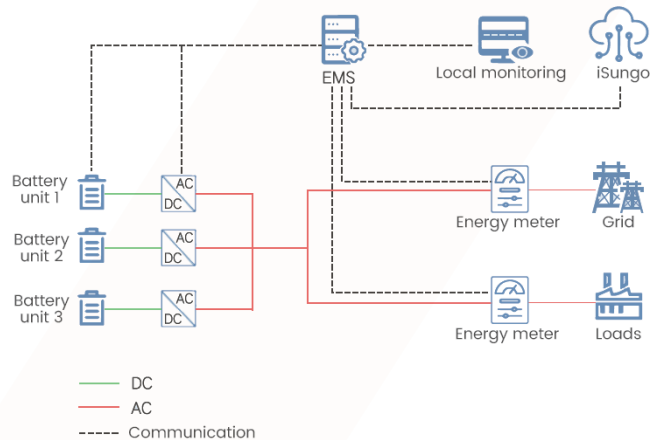 EMS
Local monitoring
iSungo
Battery
unit 1
AC
DC
Energy meter
Grid
Battery
unit 2
AC
DC
Battery
unit 3
AC
DC
Energy meter
Loads
DC
AC
Communication